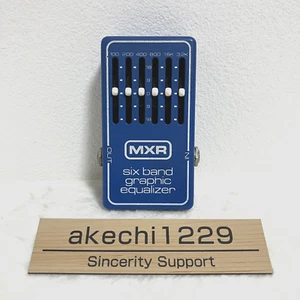 100 200 400 800 1.6K 3.2K
OUT
IN
MXR
six band
graphic
equalizer
akechi1229
Sincerity Support